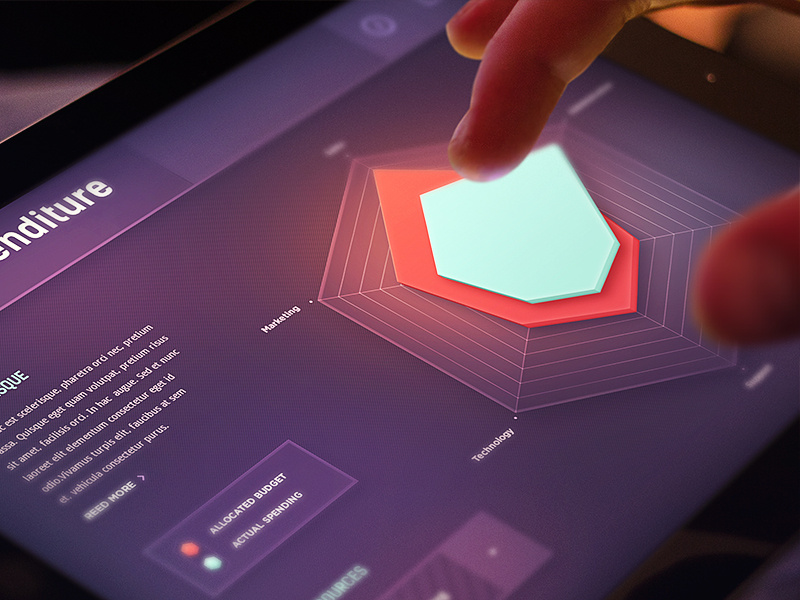 enditure
Marketing
Technology
SQUE
c est scelerisque, pharetra orci nec, pretium
assa. Quisque eget quam volutpat, pretium risus
sit amet, facilisis orci. In hac augue. Sed et nunc
laoreet elit elementum consectetur eget id
odio.Vivamus turpis elit, faucibus at sem
et, vehicula consectetur purus.
REED MORE >
ALLOCATED BUDGET
ACTUAL SPENDING
OURCES